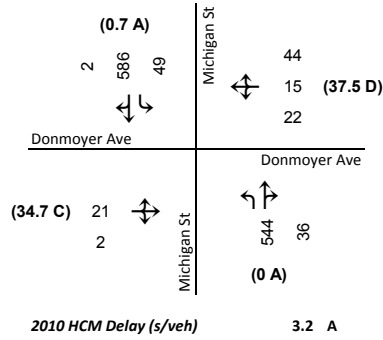 (0.7 A)
2 586 49
Michigan St
44
15 (37.5 D)
22
Donmoyer Ave
Donmoyer Ave
(34.7 C) 21
2
Michigan St
544 36
(0 A)
2010 HCM Delay (s/veh) 3.2 A